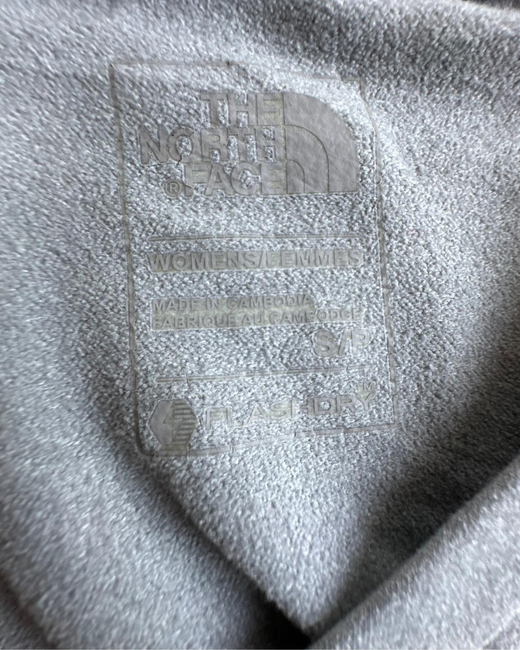 THE
NORTH
®FACE
WOMENS/FEMMES
MADE IN CAMBODIA
FABRIQUÉ AU CAMBODGE
S/P
FLASHDRY